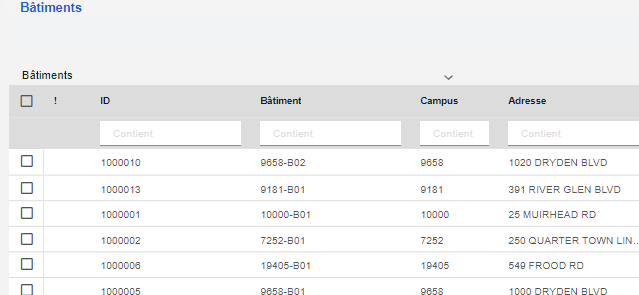 Bâtiments
Bâtiments
! ID Bâtiment Campus Adresse
Contient Contient Contient Contient
1000010 9658-B02 9658 1020 DRYDEN BLVD
1000013 9181-B01 9181 391 RIVER GLEN BLVD
1000001 10000-B01 10000 25 MUIRHEAD RD
1000002 7252-B01 7252 250 QUARTER TOWN LIN...
1000006 19405-B01 19405 549 FROOD RD
1000005 9658-B01 9658 1000 DRYDEN BLVD